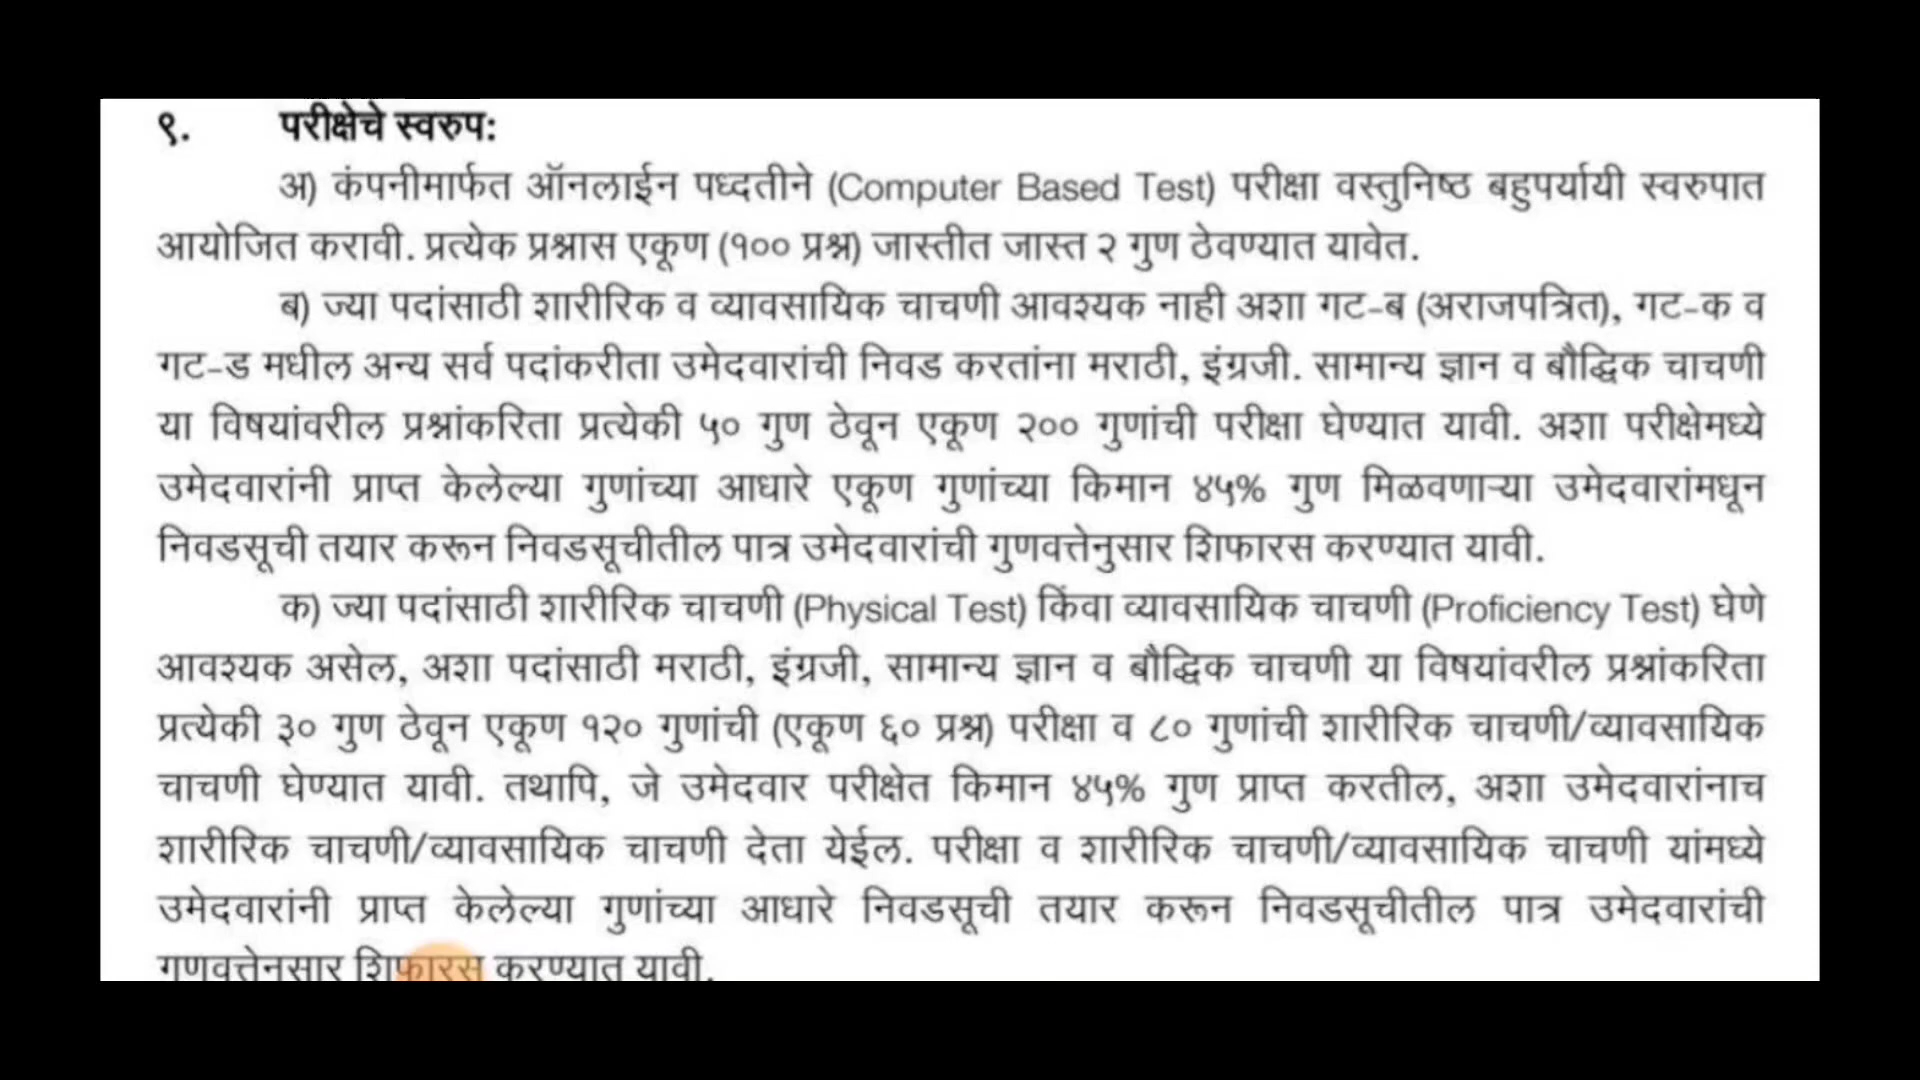 ९. परीक्षेचे स्वरुप:
अ) कंपनीमार्फत ऑनलाईन पध्दतीने (Computer Based Test) परीक्षा वस्तुनिष्ठ बहुपर्यायी स्वरुपात
आयोजित करावी. प्रत्येक प्रश्नास एकूण (१०० प्रश्न) जास्तीत जास्त २ गुण ठेवण्यात यावेत.
ब) ज्या पदांसाठी शारीरिक व व्यावसायिक चाचणी आवश्यक नाही अशा गट-ब (अराजपत्रित), गट-क व
गट-ड मधील अन्य सर्व पदांकरीता उमेदवारांची निवड करतांना मराठी, इंग्रजी. सामान्य ज्ञान व बौद्धिक चाचणी
या विषयांवरील प्रश्नांकरिता प्रत्येकी ५० गुण ठेवून एकूण २०० गुणांची परीक्षा घेण्यात यावी. अशा परीक्षेमध्ये
उमेदवारांनी प्राप्त केलेल्या गुणांच्या आधारे एकूण गुणांच्या किमान ४५% गुण मिळवणाऱ्या उमेदवारांमधून
निवडसूची तयार करून निवडसूचीतील पात्र उमेदवारांची गुणवत्तेनुसार शिफारस करण्यात यावी.
क) ज्या पदांसाठी शारीरिक चाचणी (Physical Test) किंवा व्यावसायिक चाचणी (Proficiency Test) घेणे
आवश्यक असेल, अशा पदांसाठी मराठी, इंग्रजी, सामान्य ज्ञान व बौद्धिक चाचणी या विषयांवरील प्रश्नांकरिता
प्रत्येकी ३० गुण ठेवून एकूण १२० गुणांची (एकूण ६० प्रश्न) परीक्षा व ८० गुणांची शारीरिक चाचणी/व्यावसायिक
चाचणी घेण्यात यावी. तथापि, जे उमेदवार परीक्षेत किमान ४५% गुण प्राप्त करतील, अशा उमेदवारांनाच
शारीरिक चाचणी/व्यावसायिक चाचणी देता येईल. परीक्षा व शारीरिक चाचणी/व्यावसायिक चाचणी यांमध्ये
उमेदवारांनी प्राप्त केलेल्या गुणांच्या आधारे निवडसूची तयार करून निवडसूचीतील पात्र उमेदवारांची
गुणवत्तेनुसार शिफारस करण्यात यावी.